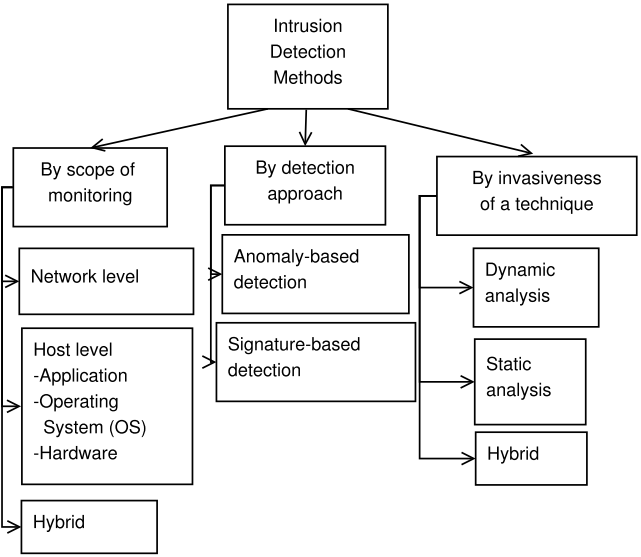 Intrusion
Detection
Methods
By scope of
monitoring
Network level
Host level
-Application
-Operating
System (OS)
-Hardware
Hybrid
By detection
approach
Anomaly-based
detection
Signature-based
detection
By invasiveness
of a technique
Dynamic
analysis
Static
analysis
Hybrid